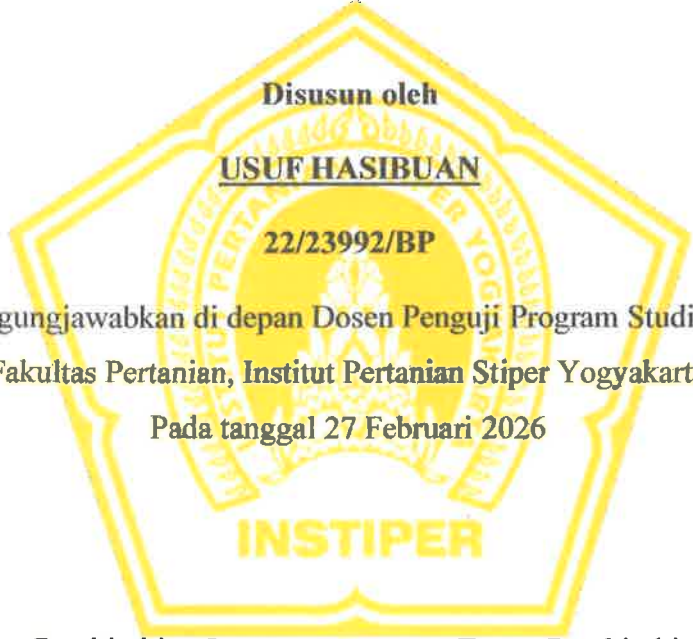 Disusun oleh
USUF HASIBUAN
22/23992/BP
gungjawabkan di depan Dosen Penguji Program Studi
Fakultas Pertanian, Institut Pertanian Stiper Yogyakart
Pada tanggal 27 Februari 2026
INSTIPER